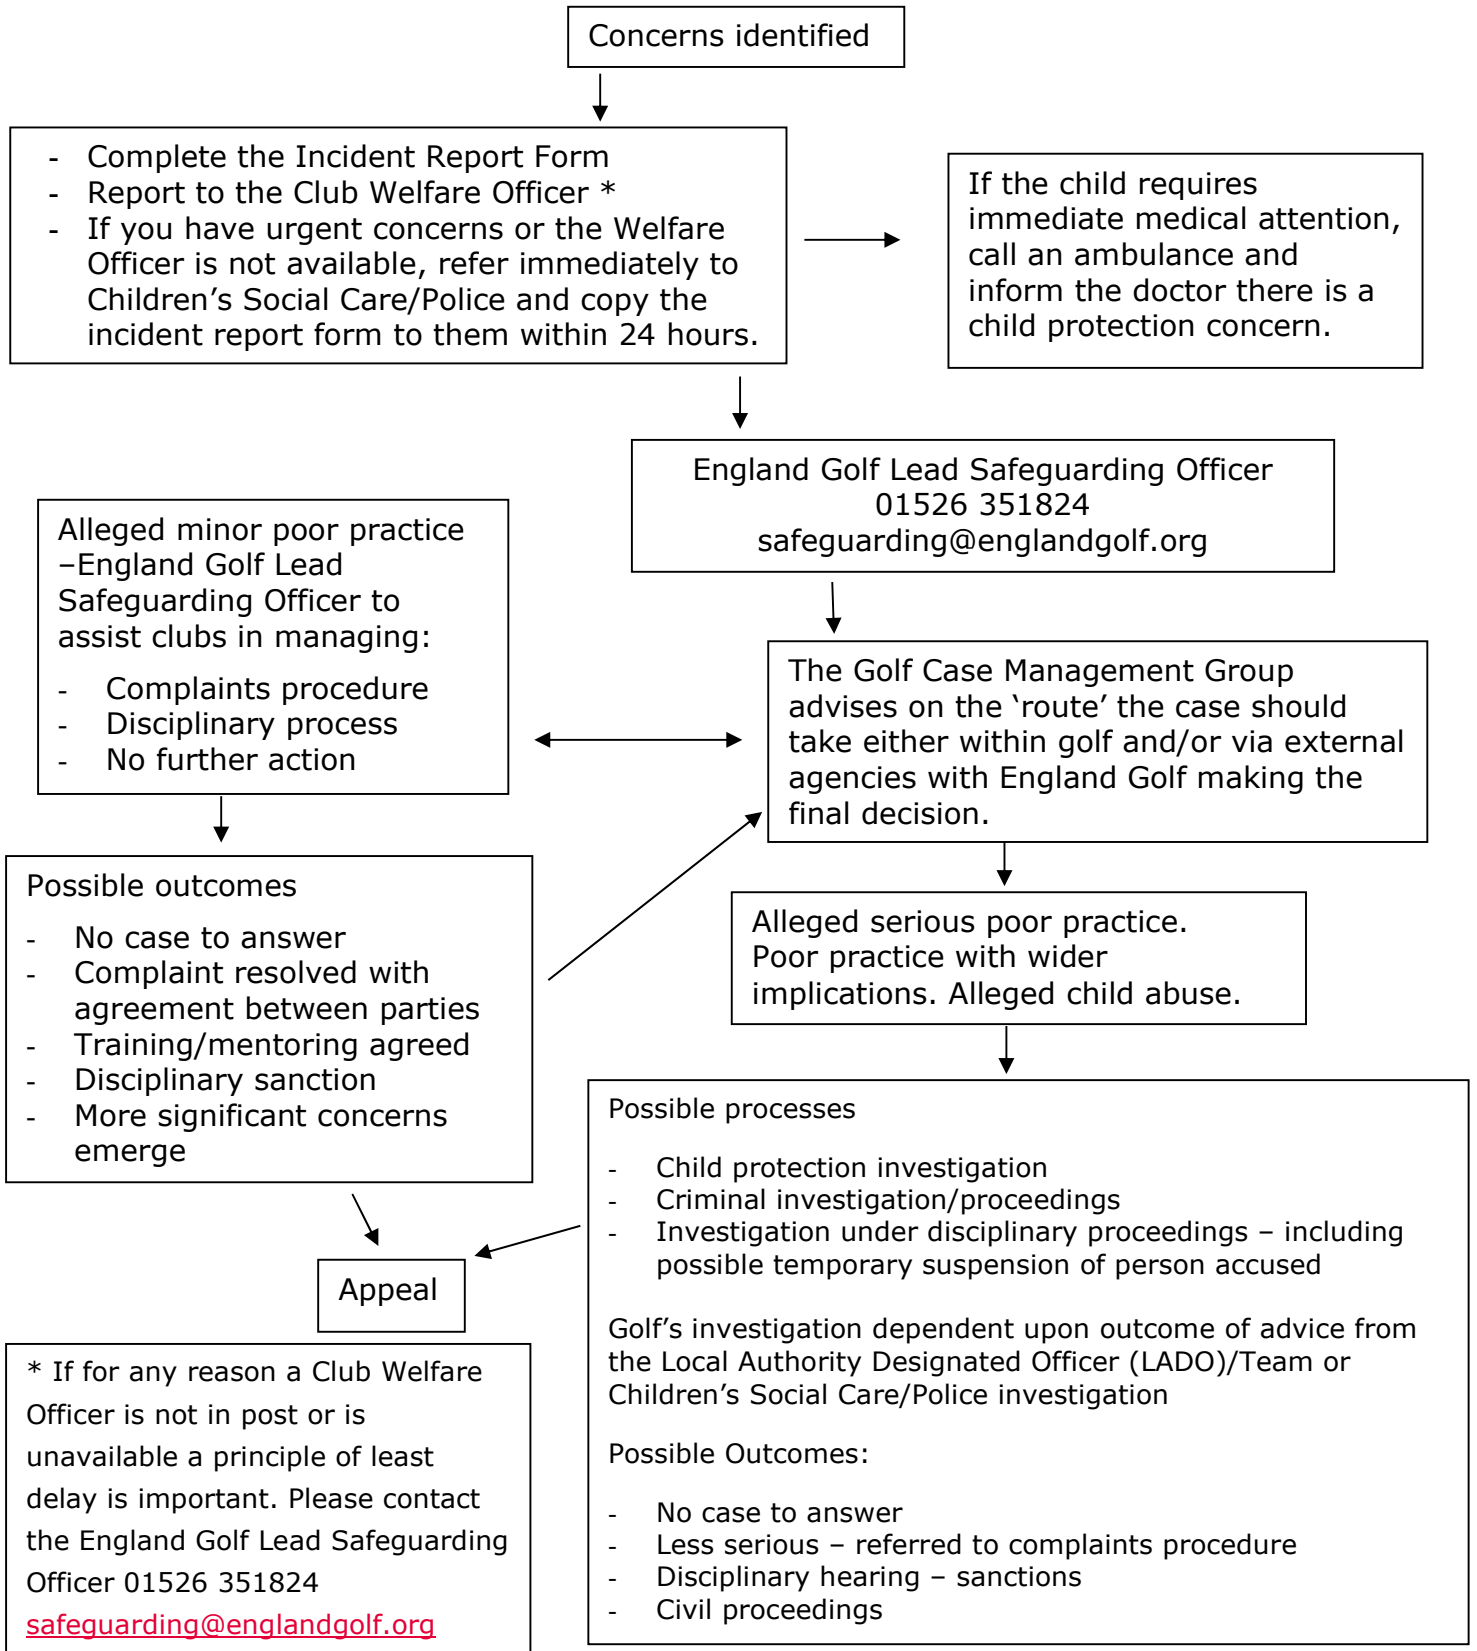 Concerns identified
- Complete the Incident Report Form
- Report to the Club Welfare Officer *
- If you have urgent concerns or the Welfare
Officer is not available, refer immediately to
Children’s Social Care/Police and copy the
incident report form to them within 24 hours.
If the child requires
immediate medical attention,
call an ambulance and
inform the doctor there is a
child protection concern.
England Golf Lead Safeguarding Officer
01526 351824
safeguarding@englandgolf.org
Alleged minor poor practice
–England Golf Lead
Safeguarding Officer to
assist clubs in managing:
- Complaints procedure
- Disciplinary process
- No further action
The Golf Case Management Group
advises on the ‘route’ the case should
take either within golf and/or via external
agencies with England Golf making the
final decision.
Possible outcomes
- No case to answer
- Complaint resolved with
agreement between parties
- Training/mentoring agreed
- Disciplinary sanction
- More significant concerns
emerge
Alleged serious poor practice.
Poor practice with wider
implications. Alleged child abuse.
Possible processes
- Child protection investigation
- Criminal investigation/proceedings
- Investigation under disciplinary proceedings – including
possible temporary suspension of person accused
Golf’s investigation dependent upon outcome of advice from
the Local Authority Designated Officer (LADO)/Team or
Children’s Social Care/Police investigation
Possible Outcomes:
- No case to answer
- Less serious – referred to complaints procedure
- Disciplinary hearing – sanctions
- Civil proceedings
Appeal
* If for any reason a Club Welfare
Officer is not in post or is
unavailable a principle of least
delay is important. Please contact
the England Golf Lead Safeguarding
Officer 01526 351824
safeguarding@englandgolf.org